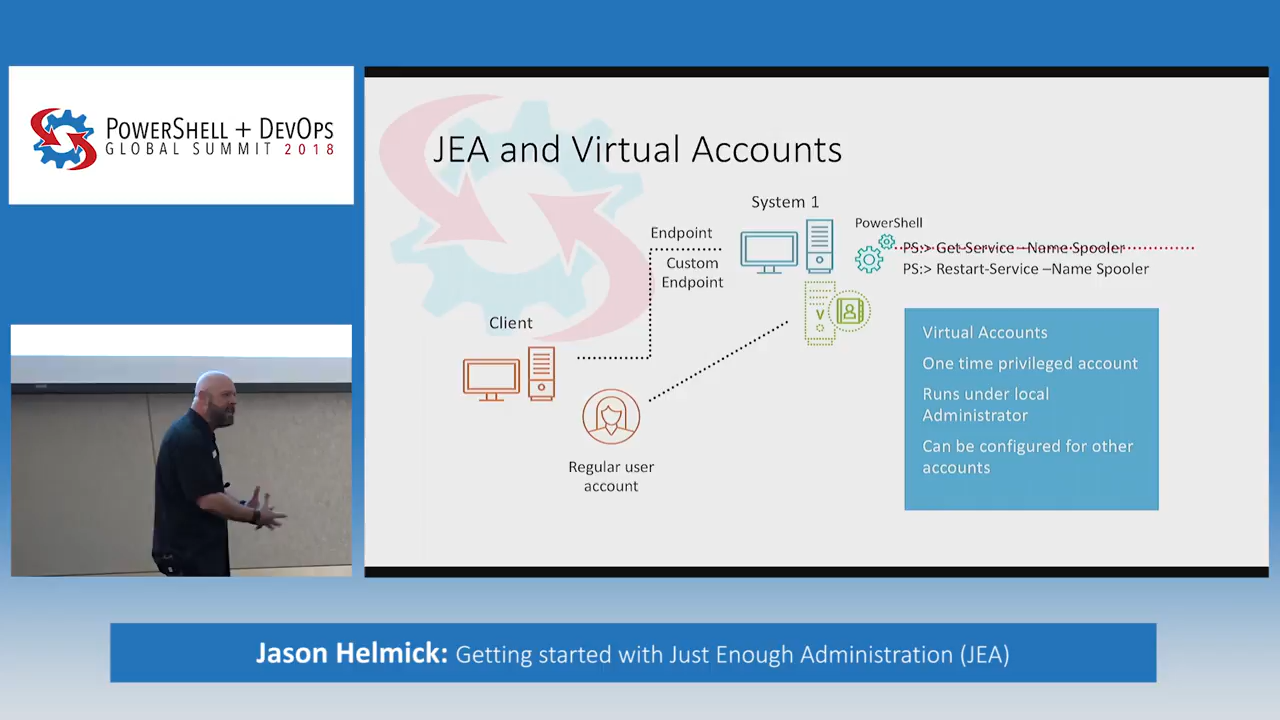 POWERSHELL + DEVOPS
GLOBAL SUMMIT 2018
JEA and Virtual Accounts
System 1
Endpoint
Custom
Endpoint
PowerShell
PS:> Get-Service –Name Spooler
PS:> Restart-Service –Name Spooler
V
Client
Regular user
account
Virtual Accounts
One time privileged account
Runs under local
Administrator
Can be configured for other
accounts
Jason Helmick: Getting started with Just Enough Administration (JEA)